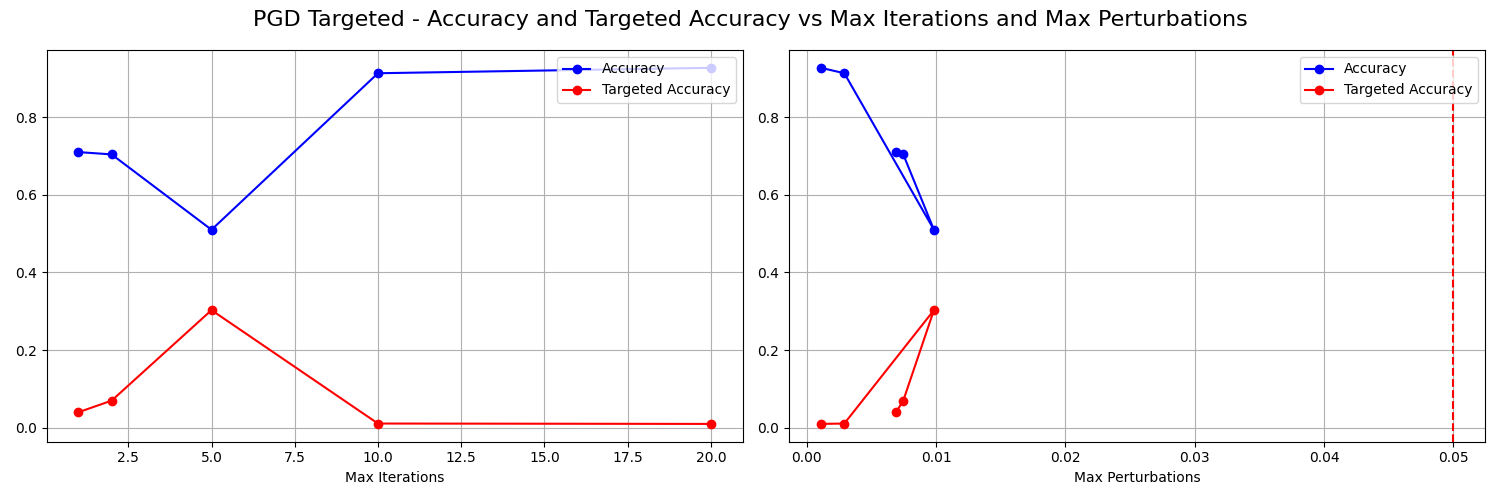 PGD Targeted - Accuracy and Targeted Accuracy vs Max Iterations and Max Perturbations
Accuracy
Targeted Accuracy
0.8
0.6
0.4
0.2
0.0
2.5 5.0 7.5 10.0 12.5 15.0 17.5 20.0
Max Iterations
Accuracy
Targeted Accuracy
0.8
0.6
0.4
0.2
0.0
0.00 0.01 0.02 0.03 0.04 0.05
Max Perturbations